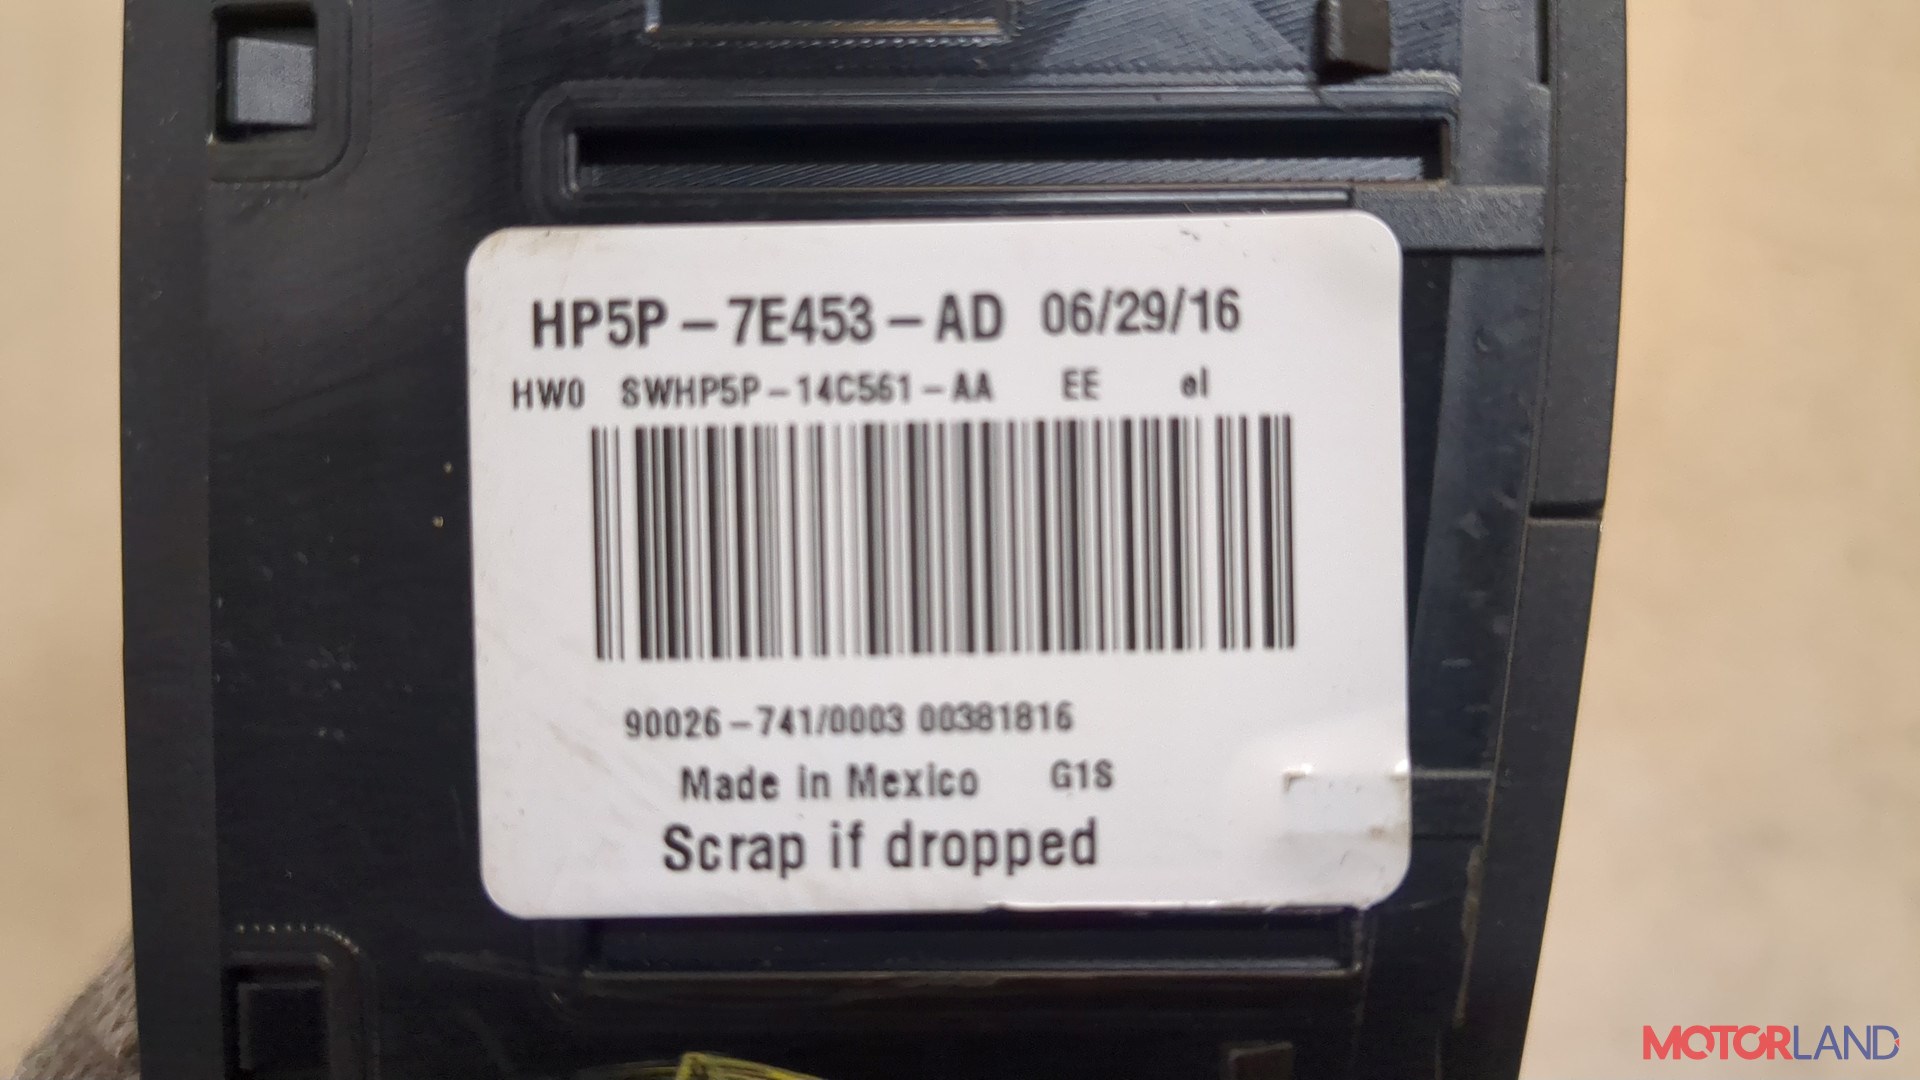 HP5P-7E453-AD 06/29/16
HW0 SWHP5P-14C561-AA EE el
90026-741/0003 00381816
Made in Mexico G1S
Scrap if dropped
MOTORLAND